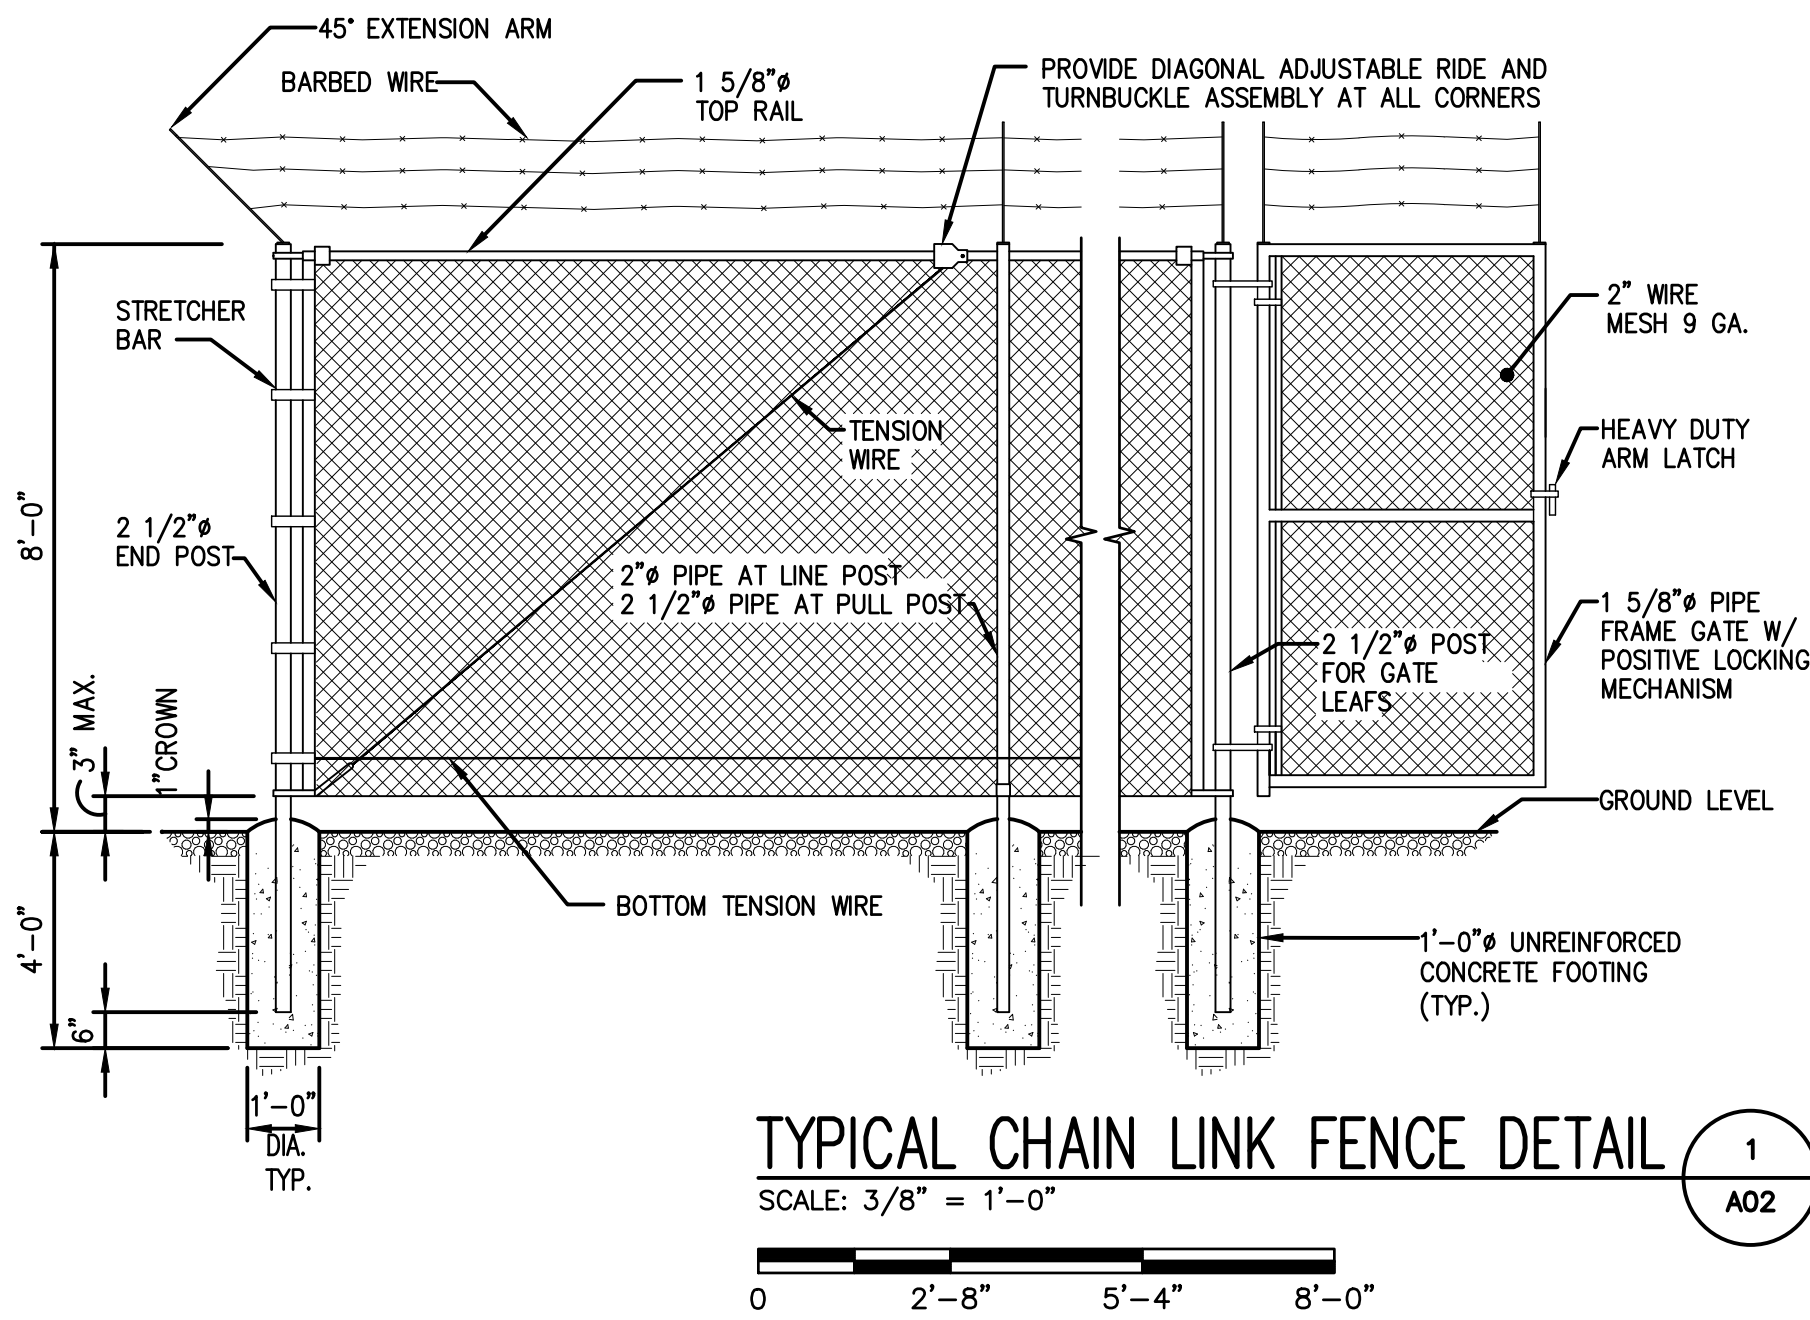 45° EXTENSION ARM
BARBED WIRE
1 5/8"ø
TOP RAIL
PROVIDE DIAGONAL ADJUSTABLE RIDE AND
TURNBUCKLE ASSEMBLY AT ALL CORNERS
STRETCHER
BAR
2" WIRE
MESH 9 GA.
TENSION
WIRE
HEAVY DUTY
ARM LATCH
8'-0"
2 1/2"ø
END POST
2"ø PIPE AT LINE POST
2 1/2"ø PIPE AT PULL POST
2 1/2"ø POST
FOR GATE
LEAFS
1 5/8"ø PIPE
FRAME GATE W/
POSITIVE LOCKING
MECHANISM
3" MAX.
1"CROWN
GROUND LEVEL
BOTTOM TENSION WIRE
4'-0"
6"
1'-0"ø UNREINFORCED
CONCRETE FOOTING
(TYP.)
1'-0"
DIA.
TYP.
TYPICAL CHAIN LINK FENCE DETAIL
SCALE: 3/8" = 1'-0"
1
A02
0 2'-8" 5'-4" 8'-0"